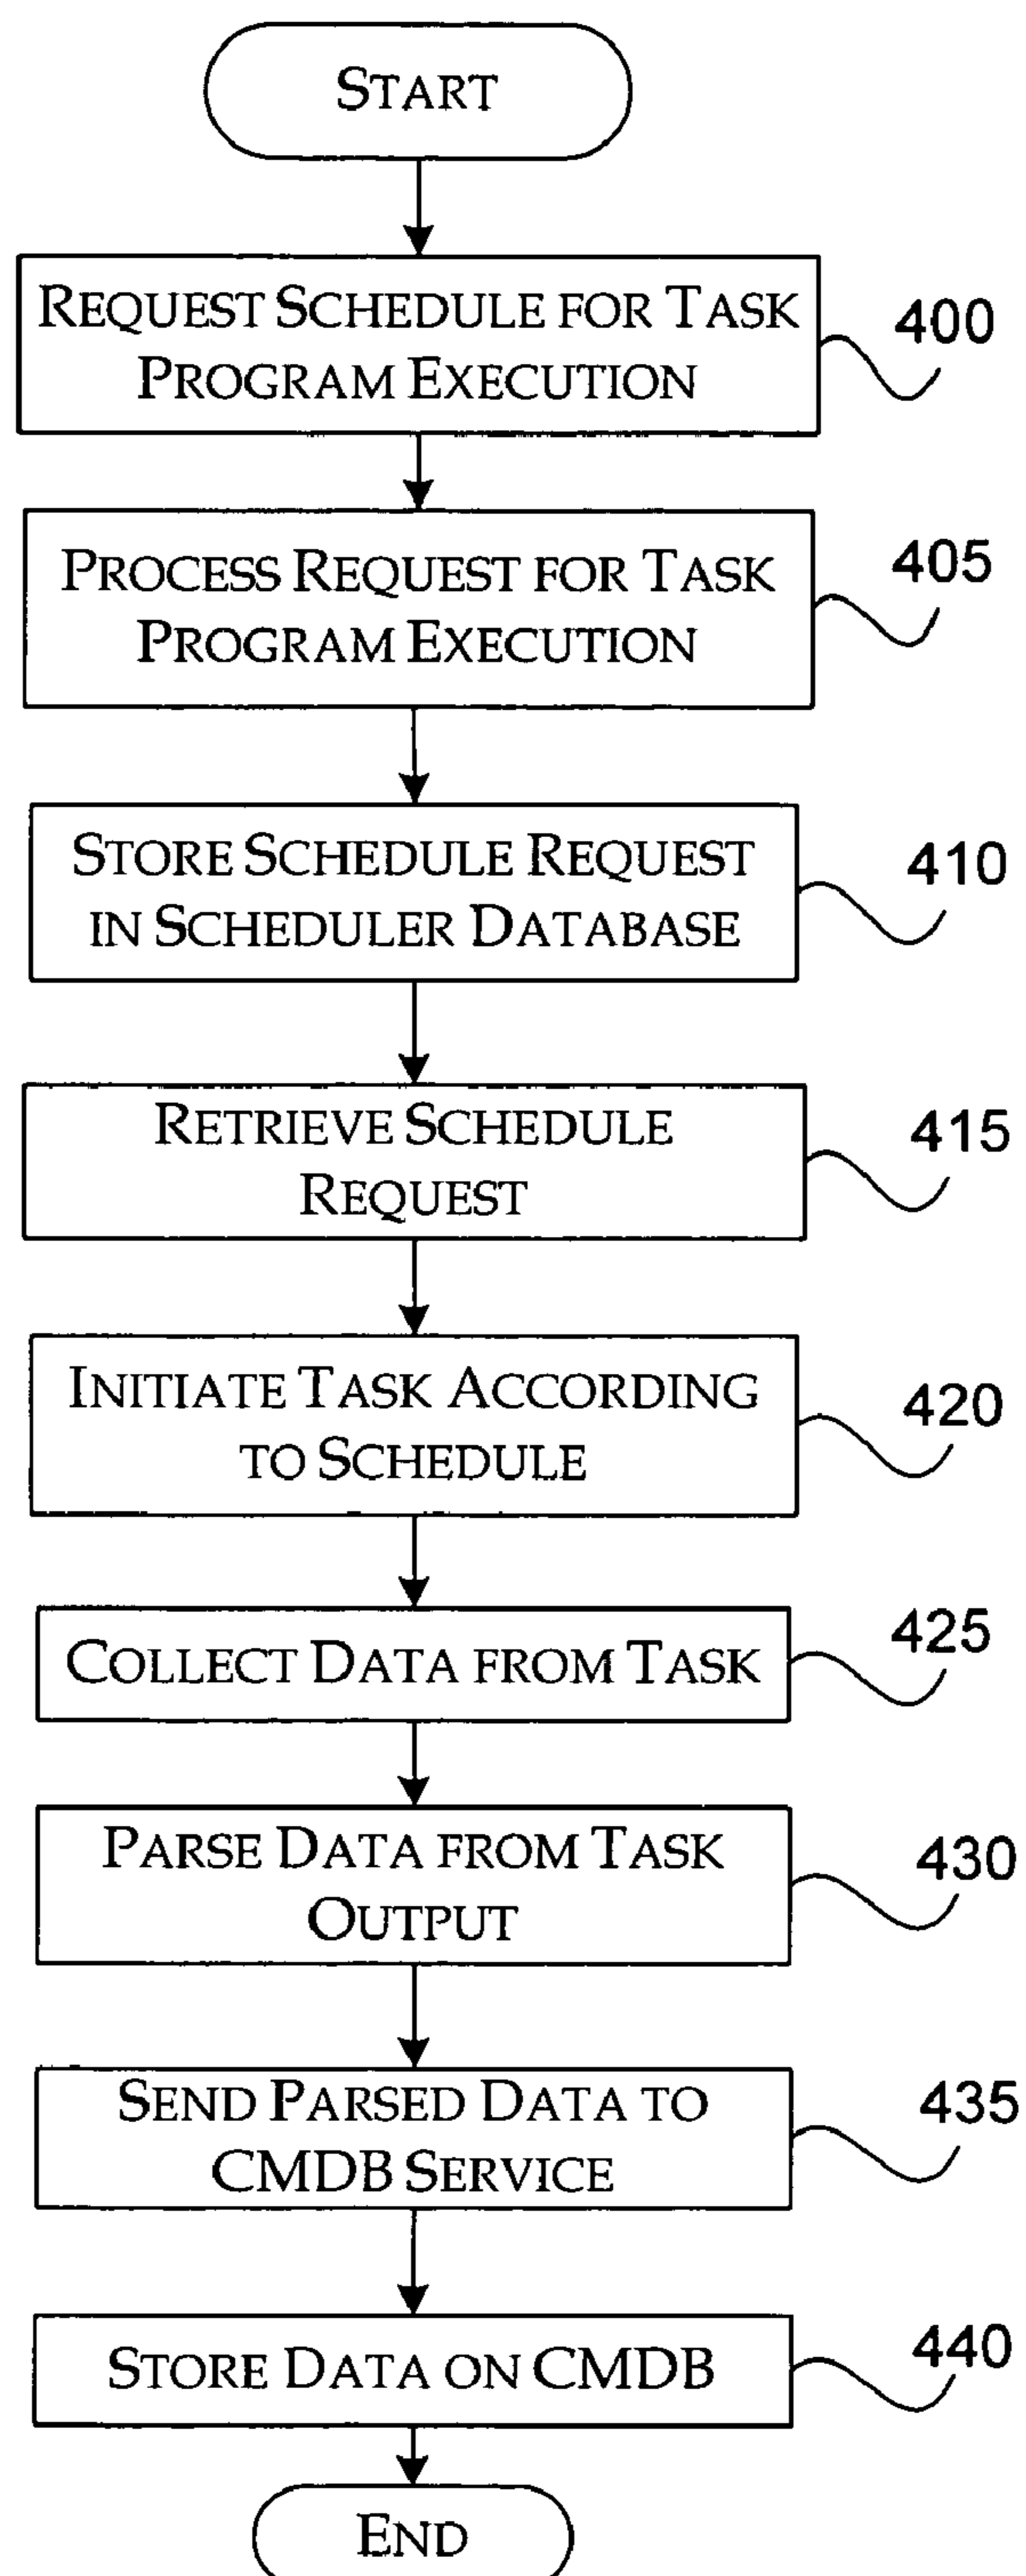 START
REQUEST SCHEDULE FOR TASK
PROGRAM EXECUTION
400
PROCESS REQUEST FOR TASK
PROGRAM EXECUTION
405
STORE SCHEDULE REQUEST
IN SCHEDULER DATABASE
410
RETRIEVE SCHEDULE
REQUEST
415
INITIATE TASK ACCORDING
TO SCHEDULE
420
COLLECT DATA FROM TASK
425
PARSE DATA FROM TASK
OUTPUT
430
SEND PARSED DATA TO
CMDB SERVICE
435
STORE DATA ON CMDB
440
END